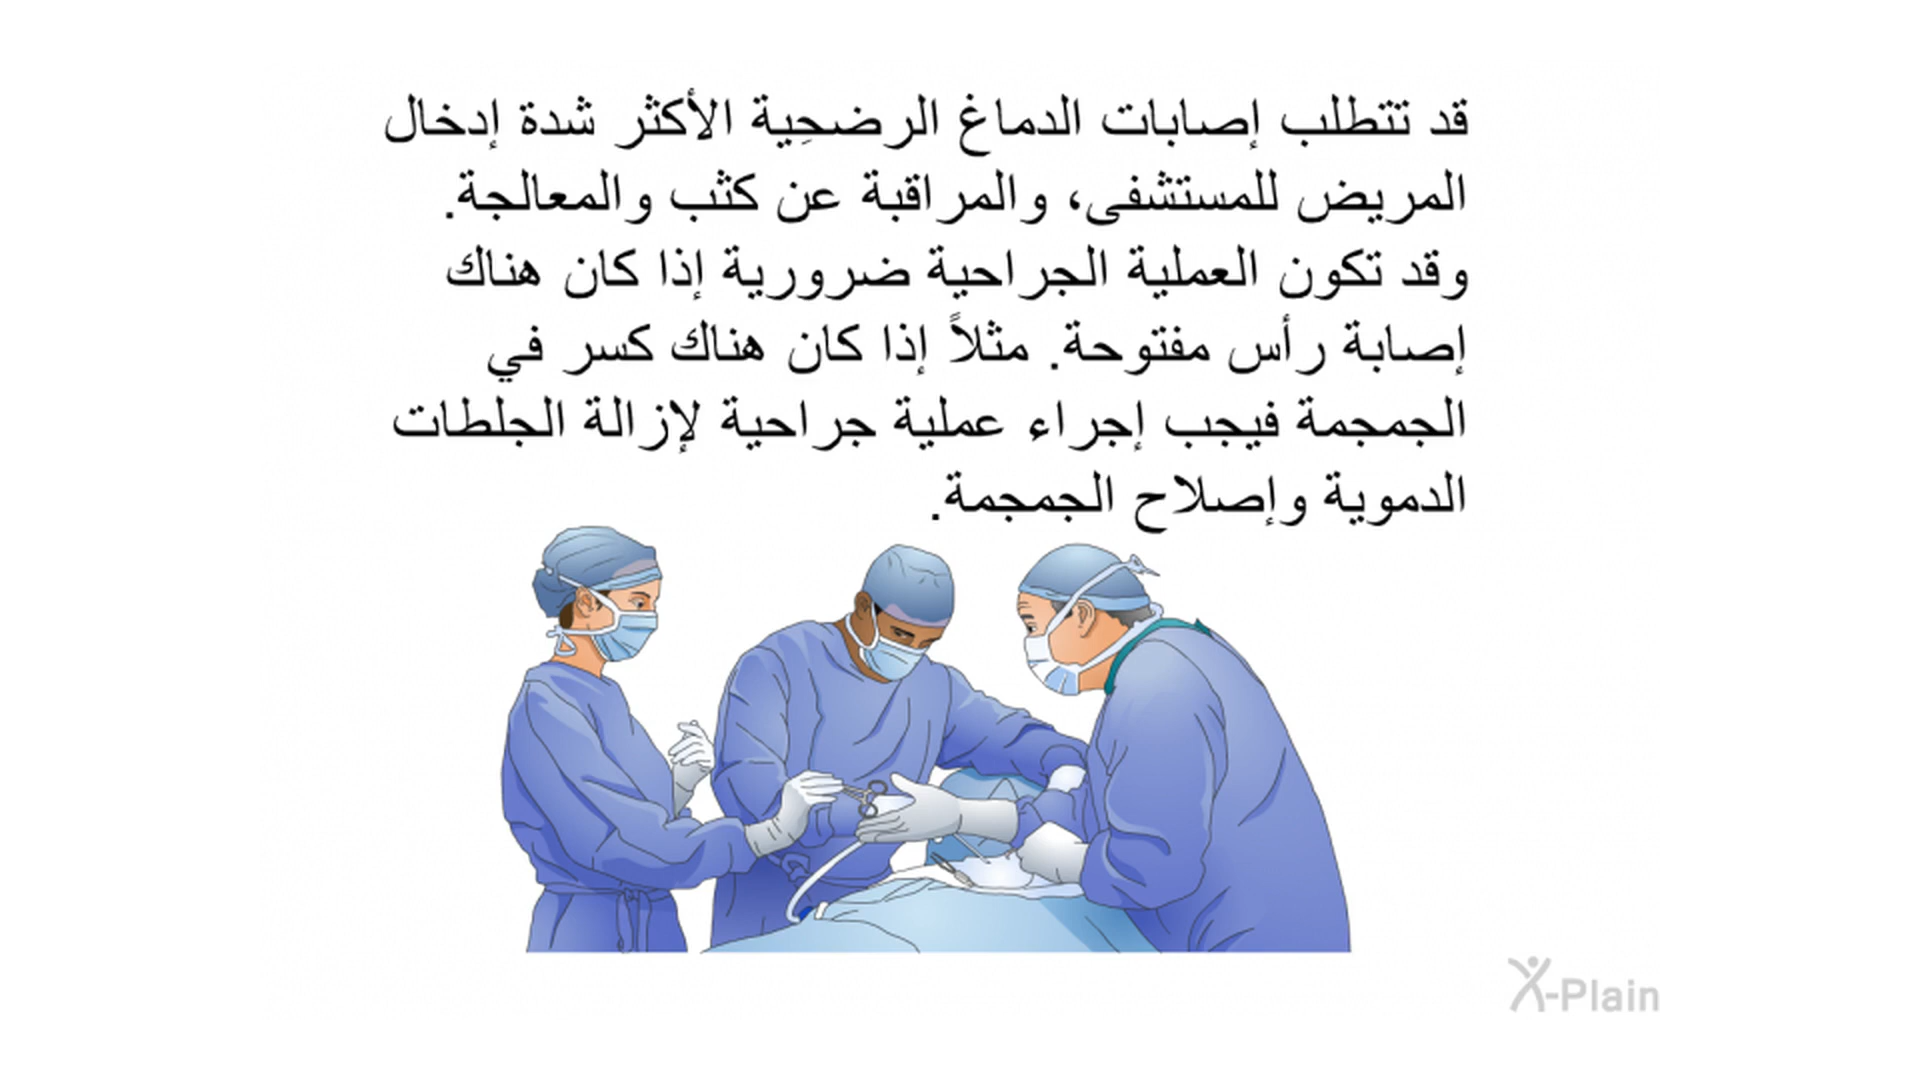 قد تتطلب إصابات الدماغ الرضحِية الأكثر شدة إدخال
المريض للمستشفى، والمراقبة عن كثب والمعالجة.
وقد تكون العملية الجراحية ضرورية إذا كان هناك
إصابة رأس مفتوحة. مثلاً إذا كان هناك كسر في
الجمجمة فيجب إجراء عملية جراحية لإزالة الجلطات
الدموية وإصلاح الجمجمة.
X-Plain